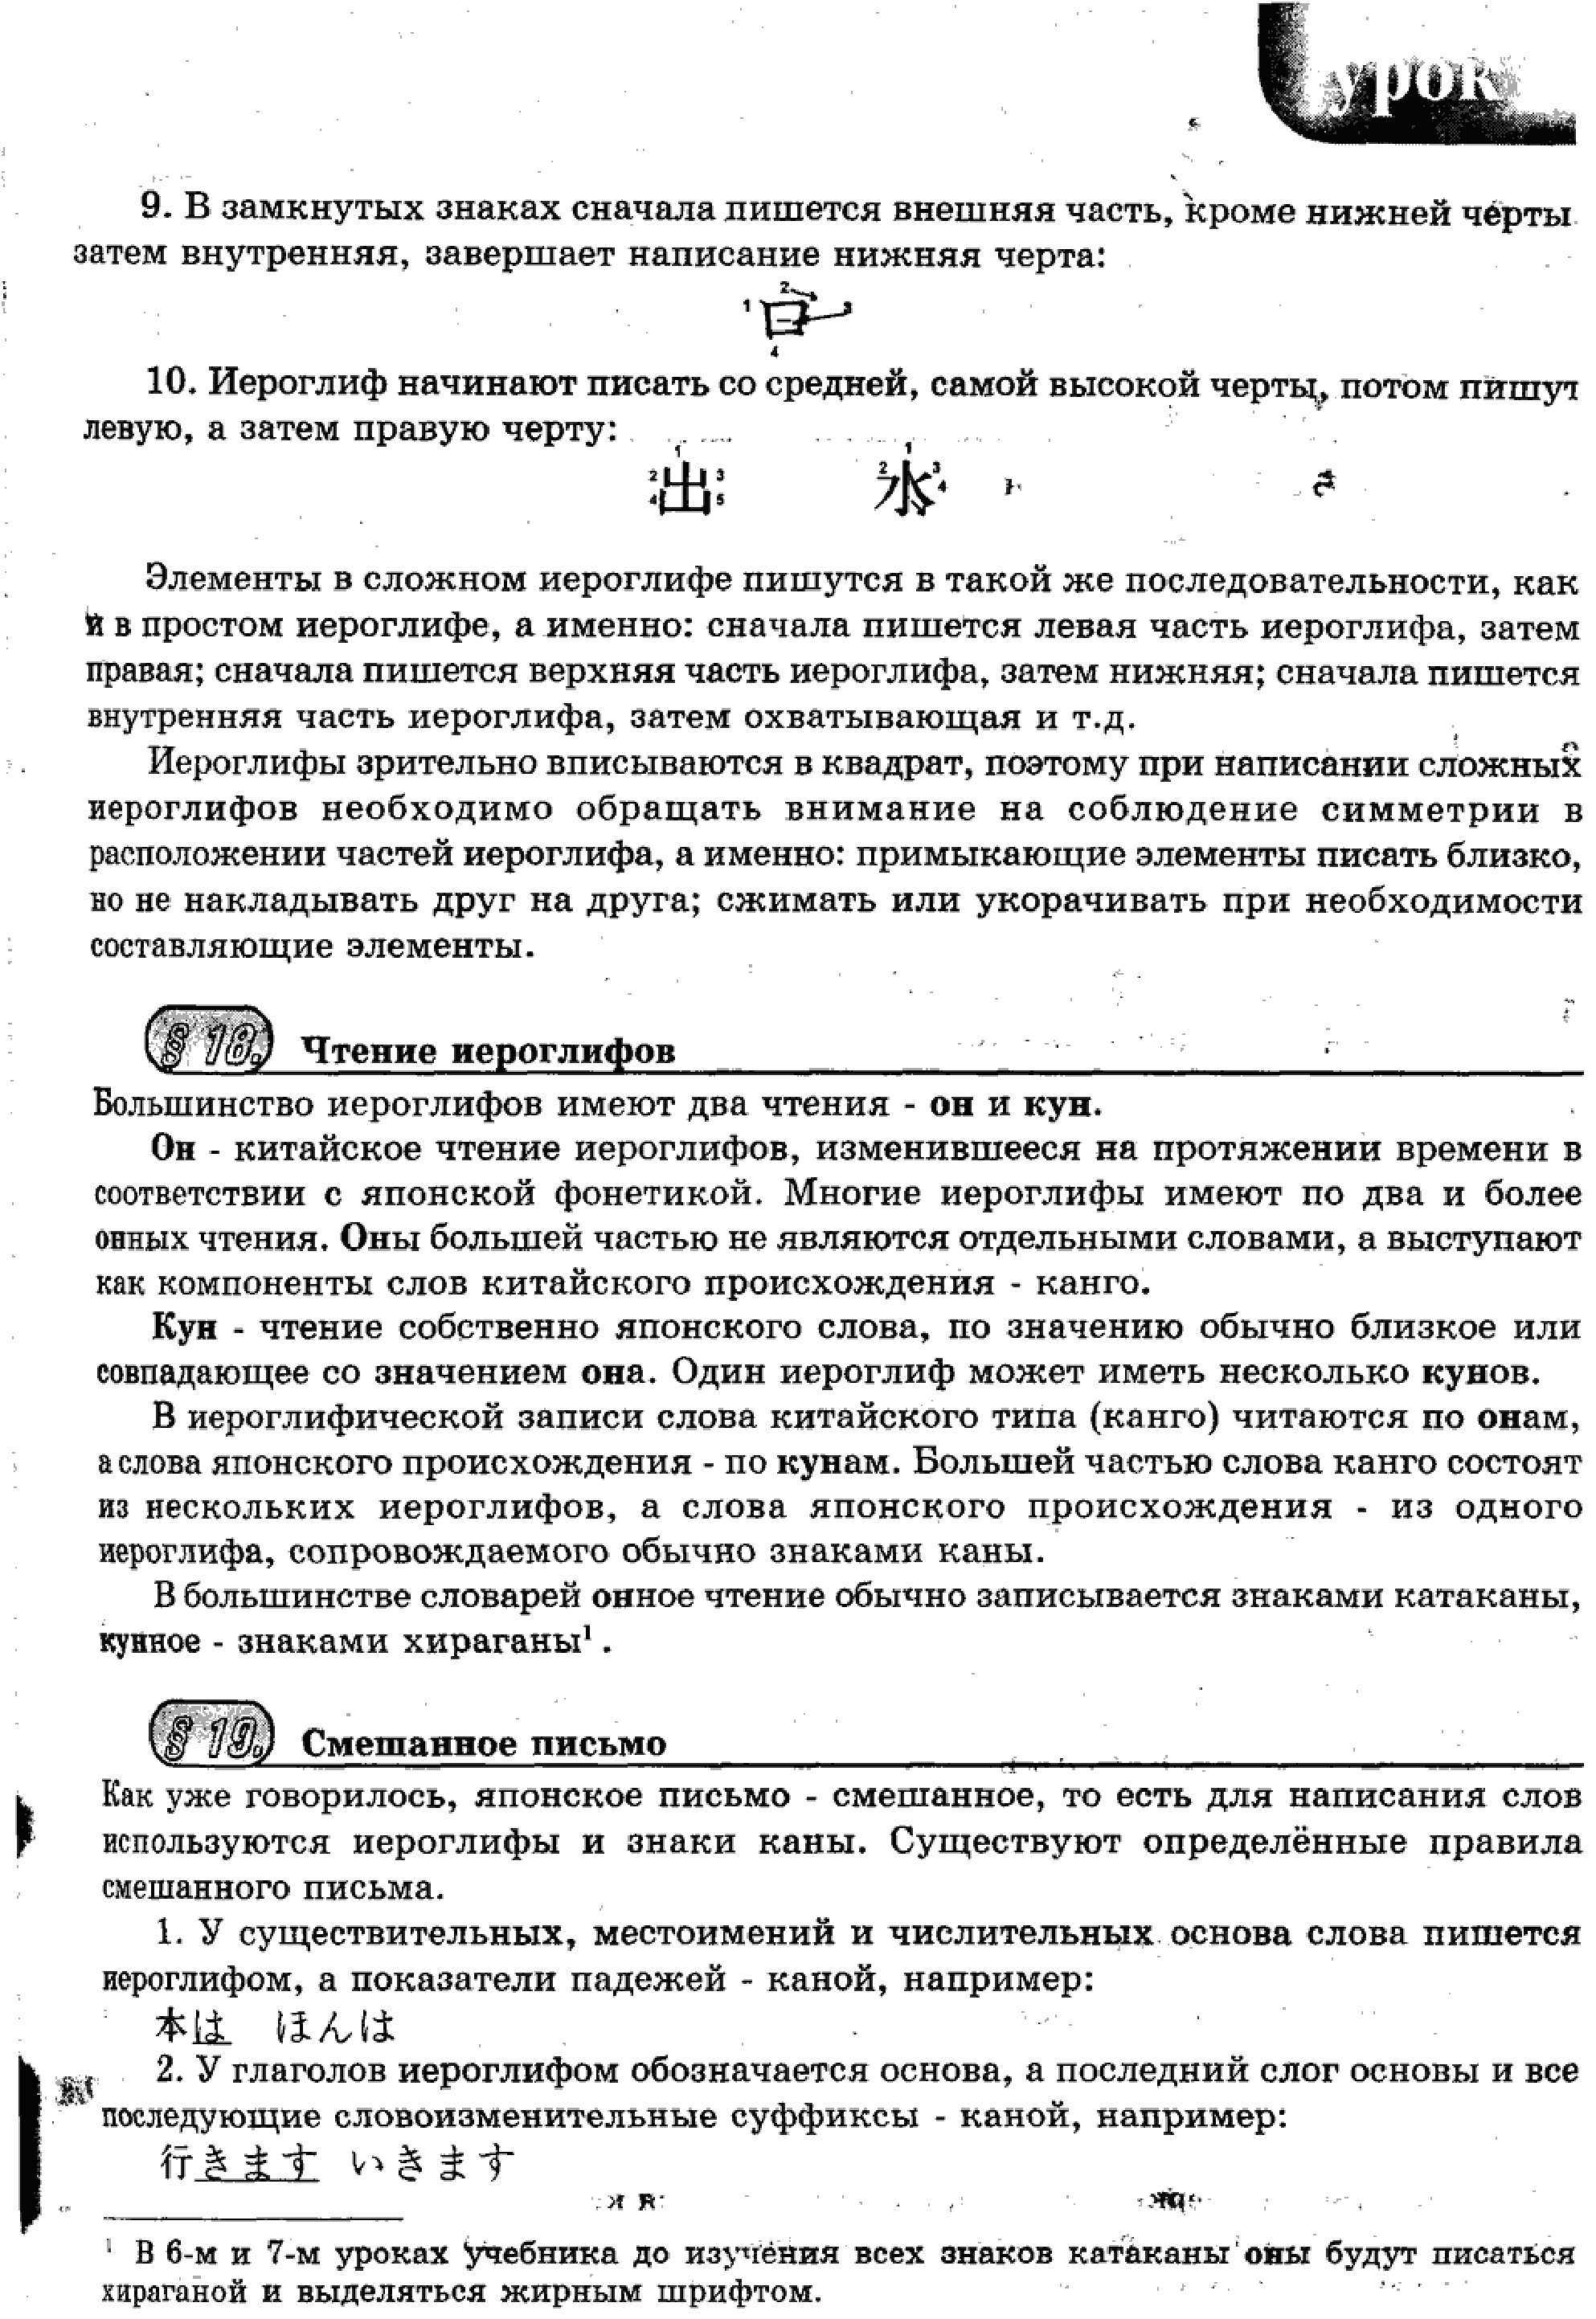 урок
9. В замкнутых знаках сначала пишется внешняя часть, кроме нижней черты
затем внутренняя, завершает написание нижняя черта:
1 2 日 3
4
10. Иероглиф начинают писать со средней, самой высокой черты, потом пишут
левую, а затем правую черту:
1 1
2 出 3 2 水 3
4 5 4
Элементы в сложном иероглифе пишутся в такой же последовательности, как
и в простом иероглифе, а именно: сначала пишется левая часть иероглифа, затем
правая; сначала пишется верхняя часть иероглифа, затем нижняя; сначала пишется
внутренняя часть иероглифа, затем охватывающая и т.д.
Иероглифы зрительно вписываются в квадрат, поэтому при написании сложных
иероглифов необходимо обращать внимание на соблюдение симметрии в
расположении частей иероглифа, а именно: примыкающие элементы писать близко,
но не накладывать друг на друга; сжимать или укорачивать при необходимости
составляющие элементы.
§ 18. Чтение иероглифов
Большинство иероглифов имеют два чтения - он и кун.
Он - китайское чтение иероглифов, изменившееся на протяжении времени в
соответствии с японской фонетикой. Многие иероглифы имеют по два и более
онных чтения. Оны большей частью не являются отдельными словами, а выступают
как компоненты слов китайского происхождения - канго.
Кун - чтение собственно японского слова, по значению обычно близкое или
совпадающее со значением она. Один иероглиф может иметь несколько кунов.
В иероглифической записи слова китайского типа (канго) читаются по онам,
а слова японского происхождения - по кунам. Большей частью слова канго состоят
из нескольких иероглифов, а слова японского происхождения - из одного
иероглифа, сопровождаемого обычно знаками каны.
В большинстве словарей онное чтение обычно записывается знаками катаканы,
кунное - знаками хираганы¹.
§ 19. Смешанное письмо
Как уже говорилось, японское письмо - смешанное, то есть для написания слов
используются иероглифы и знаки каны. Существуют определённые правила
смешанного письма.
1. У существительных, местоимений и числительных основа слова пишется
иероглифом, а показатели падежей - каной, например:
本は ほんは
2. У глаголов иероглифом обозначается основа, а последний слог основы и все
последующие словоизменительные суффиксы - каной, например:
行きます いきます
¹ В 6-м и 7-м уроках учебника до изучения всех знаков катаканы оны будут писаться
хираганой и выделяться жирным шрифтом.